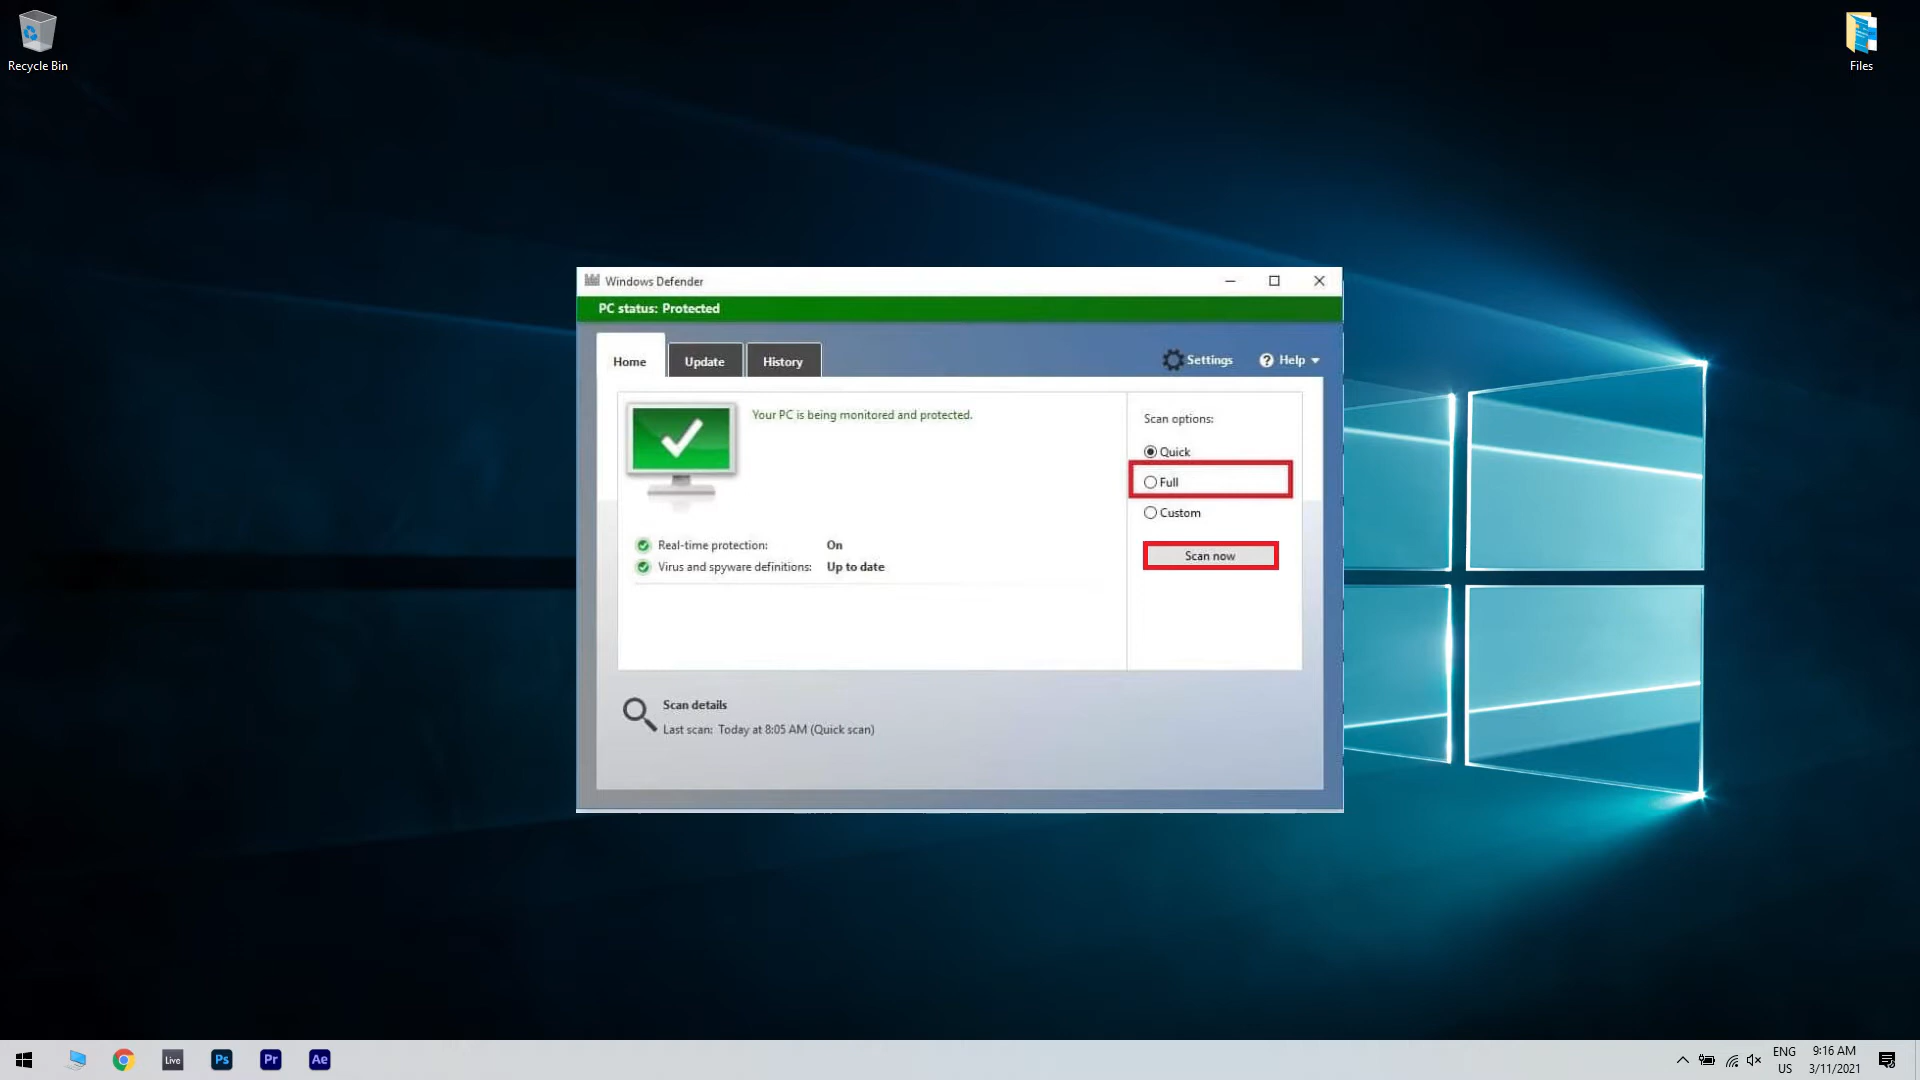 Recycle Bin
Files
Windows Defender
PC status: Protected
Home
Update
History
Settings
Help
Your PC is being monitored and protected.
Scan options:
Quick
Full
Custom
Scan now
Real-time protection: On
Virus and spyware definitions: Up to date
Scan details
Last scan: Today at 8:05 AM (Quick scan)
Live
Ps
Pr
Ae
ENG
US
9:16 AM
3/11/2021